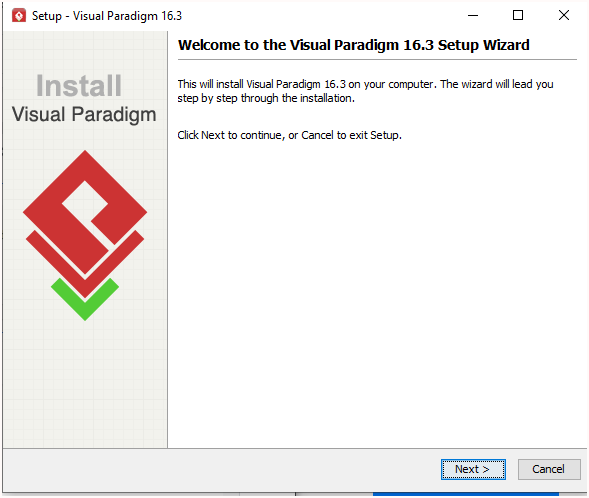 Setup - Visual Paradigm 16.3
Install
Visual Paradigm
Welcome to the Visual Paradigm 16.3 Setup Wizard
This will install Visual Paradigm 16.3 on your computer. The wizard will lead you
step by step through the installation.
Click Next to continue, or Cancel to exit Setup.
Next >
Cancel